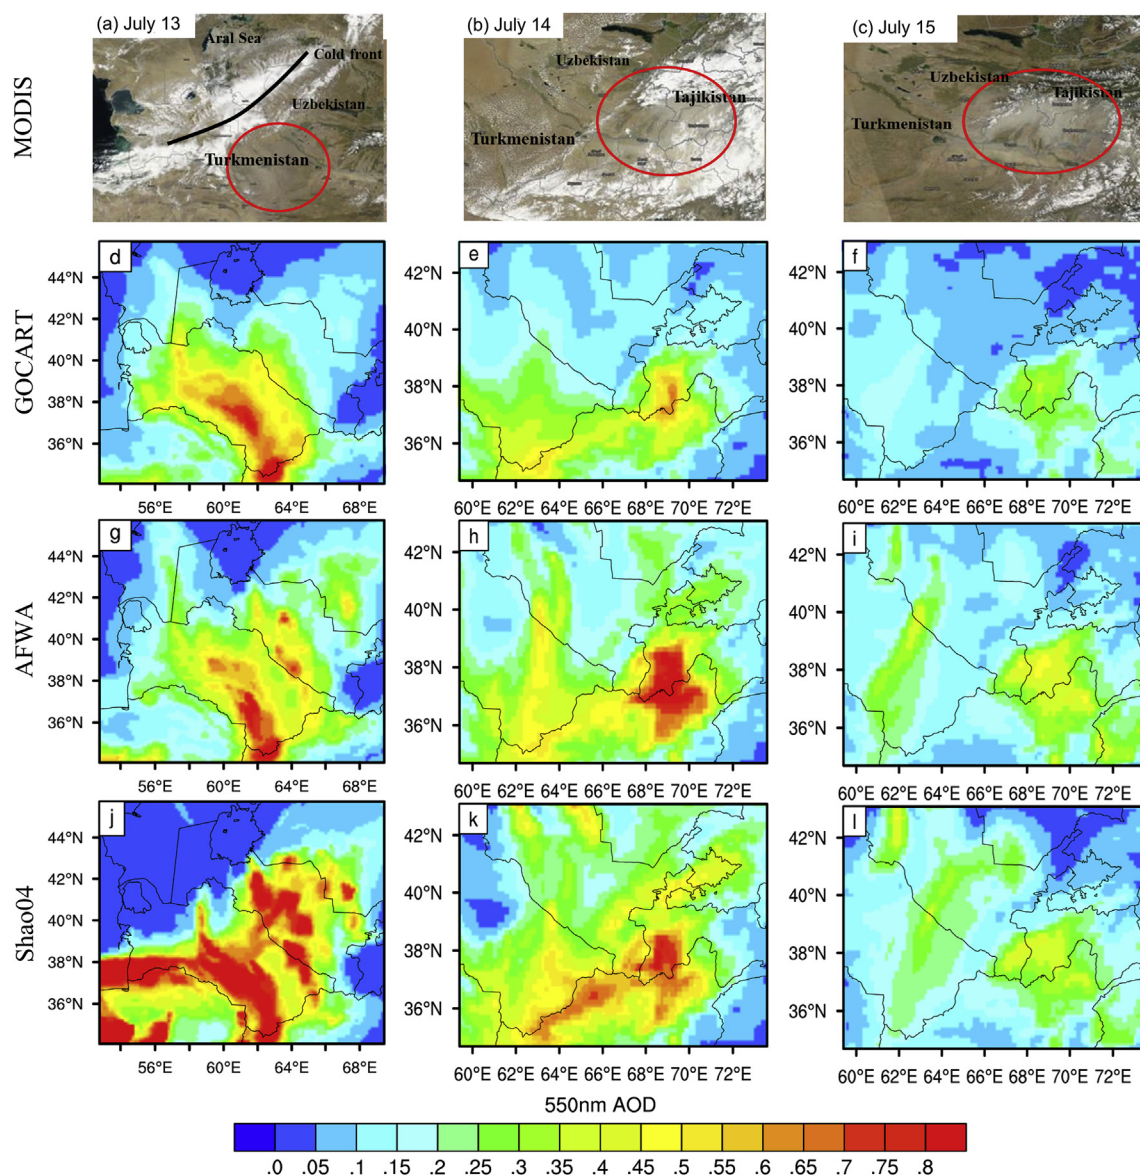 (a) July 13
(b) July 14
(c) July 15
MODIS
Aral Sea
Cold front
Uzbekistan
Turkmenistan
Uzbekistan
Tajikistan
Turkmenistan
Uzbekistan
Tajikistan
Turkmenistan
GOCART
d
44°N
42°N
40°N
38°N
36°N
56°E 60°E 64°E 68°E
e
42°N
40°N
38°N
36°N
60°E 62°E 64°E 66°E 68°E 70°E 72°E
f
42°N
40°N
38°N
36°N
60°E 62°E 64°E 66°E 68°E 70°E 72°E
AFWA
g
44°N
42°N
40°N
38°N
36°N
56°E 60°E 64°E 68°E
h
42°N
40°N
38°N
36°N
60°E 62°E 64°E 66°E 68°E 70°E 72°E
i
42°N
40°N
38°N
36°N
60°E 62°E 64°E 66°E 68°E 70°E 72°E
Shao04
j
44°N
42°N
40°N
38°N
36°N
56°E 60°E 64°E 68°E
k
42°N
40°N
38°N
36°N
60°E 62°E 64°E 66°E 68°E 70°E 72°E
l
42°N
40°N
38°N
36°N
60°E 62°E 64°E 66°E 68°E 70°E 72°E
550nm AOD
.0 .05 .1 .15 .2 .25 .3 .35 .4 .45 .5 .55 .6 .65 .7 .75 .8